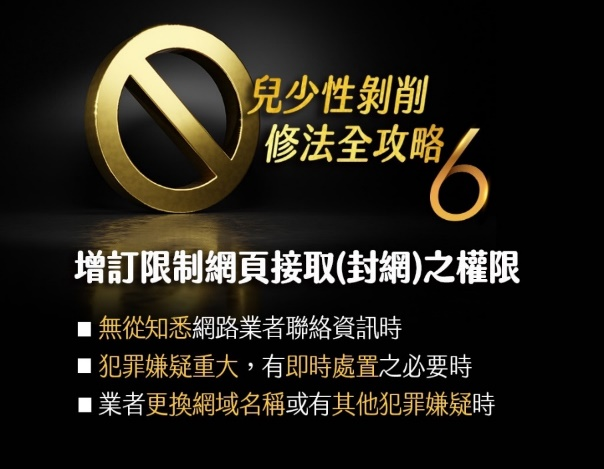 兒少性剝削
修法全攻略6
增訂限制網頁接取(封網)之權限
■ 無從知悉網路業者聯絡資訊時
■ 犯罪嫌疑重大，有即時處置之必要時
■ 業者更換網域名稱或有其他犯罪嫌疑時